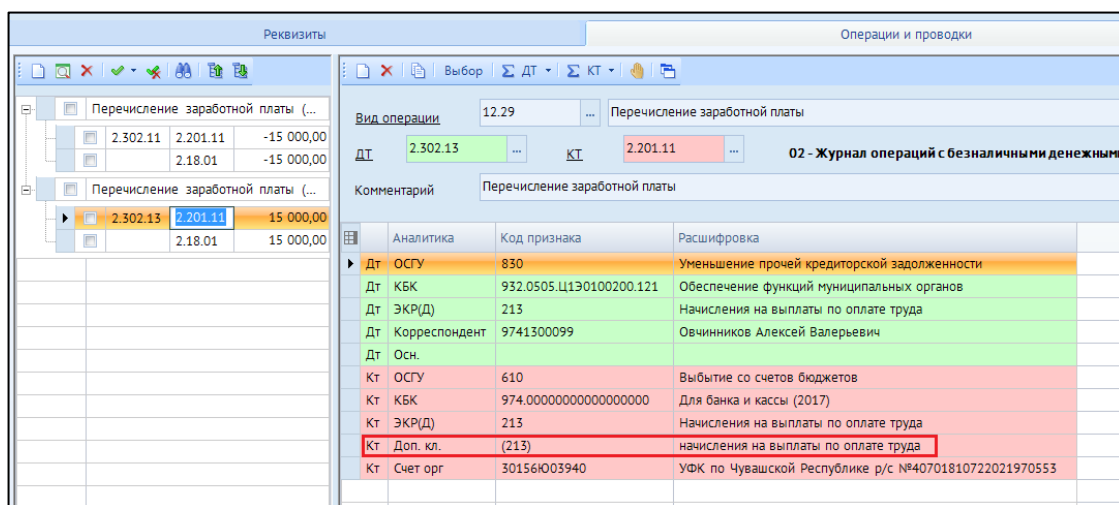 Реквизиты
Операции и проводки
Выбор Σ ДТ Σ КТ
Перечисление заработной платы (...
2.302.11 2.201.11 -15 000,00
2.18.01 -15 000,00
Перечисление заработной платы (...
2.302.13 2.201.11 15 000,00
2.18.01 15 000,00
Вид операции 12.29 ... Перечисление заработной платы
ДТ 2.302.13 ... КТ 2.201.11 ... 02 - Журнал операций с безналичными денежным
Комментарий Перечисление заработной платы
Аналитика Код признака Расшифровка
Дт ОСГУ 830 Уменьшение прочей кредиторской задолженности
Дт КБК 932.0505.Ц130100200.121 Обеспечение функций муниципальных органов
Дт ЭКР(Д) 213 Начисления на выплаты по оплате труда
Дт Корреспондент 9741300099 Овчинников Алексей Валерьевич
Дт Осн.
Кт ОСГУ 610 Выбытие со счетов бюджетов
Кт КБК 974.00000000000000000 Для банка и кассы (2017)
Кт ЭКР(Д) 213 Начисления на выплаты по оплате труда
Кт Доп. кл. (213) начисления на выплаты по оплате труда
Кт Счет орг 30156Ю03940 УФК по Чувашской Республике р/с №40701810722021970553